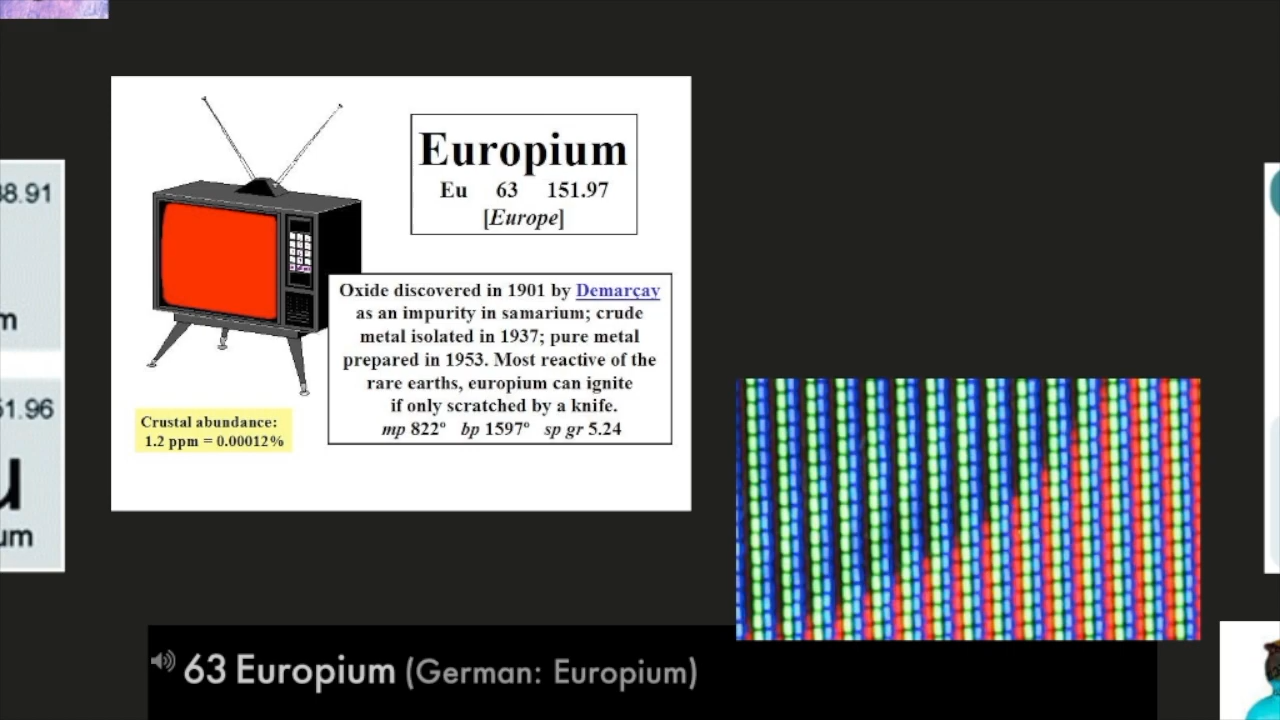 8.91
m
51.96
u
um
Europium
Eu 63 151.97
[Europe]
Oxide discovered in 1901 by Demarçay
as an impurity in samarium; crude
metal isolated in 1937; pure metal
prepared in 1953. Most reactive of the
rare earths, europium can ignite
if only scratched by a knife.
mp 822° bp 1597° sp gr 5.24
Crustal abundance:
1.2 ppm = 0.00012%
63 Europium (German: Europium)